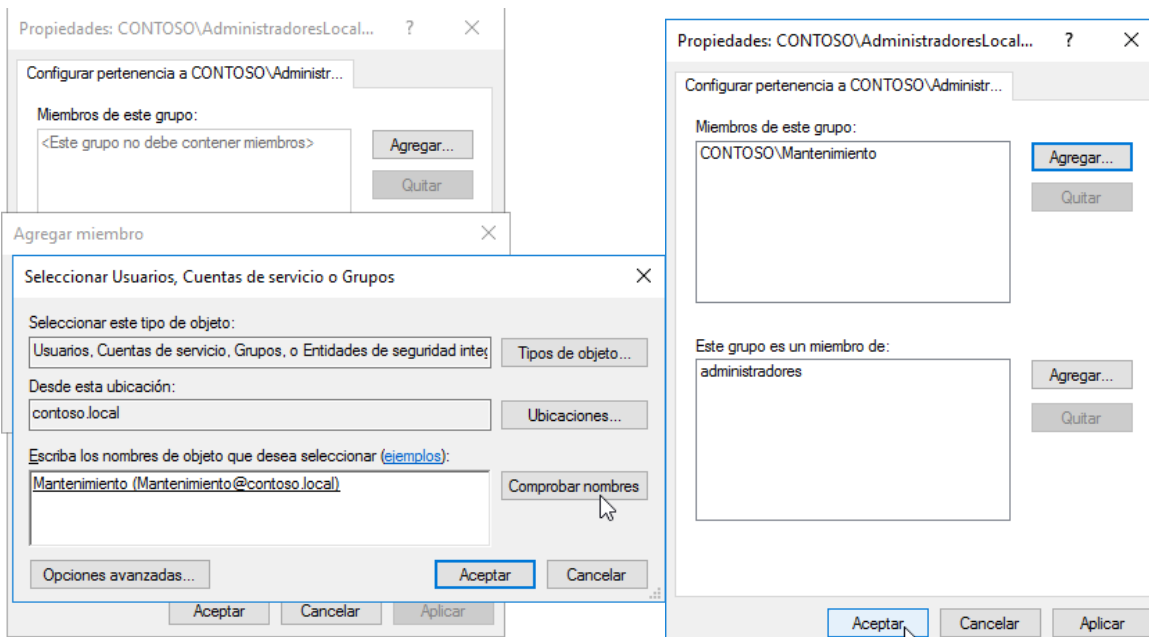 Propiedades: CONTOSO\AdministradoresLocal... ?
Configurar pertenencia a CONTOSO\Administr...
Miembros de este grupo:
<Este grupo no debe contener miembros>
Agregar...
Quitar
Agregar miembro
Seleccionar Usuarios, Cuentas de servicio o Grupos
Seleccionar este tipo de objeto:
Usuarios, Cuentas de servicio, Grupos, o Entidades de seguridad integ
Tipos de objeto...
Desde esta ubicación:
contoso.local
Ubicaciones...
Escriba los nombres de objeto que desea seleccionar (ejemplos):
Mantenimiento (Mantenimiento@contoso.local)
Comprobar nombres
Opciones avanzadas...
Aceptar
Cancelar
Aceptar
Cancelar
Aplicar
Propiedades: CONTOSO\AdministradoresLocal... ?
Configurar pertenencia a CONTOSO\Administr...
Miembros de este grupo:
CONTOSO\Mantenimiento
Agregar...
Quitar
Este grupo es un miembro de:
administradores
Agregar...
Quitar
Aceptar
Cancelar
Aplicar